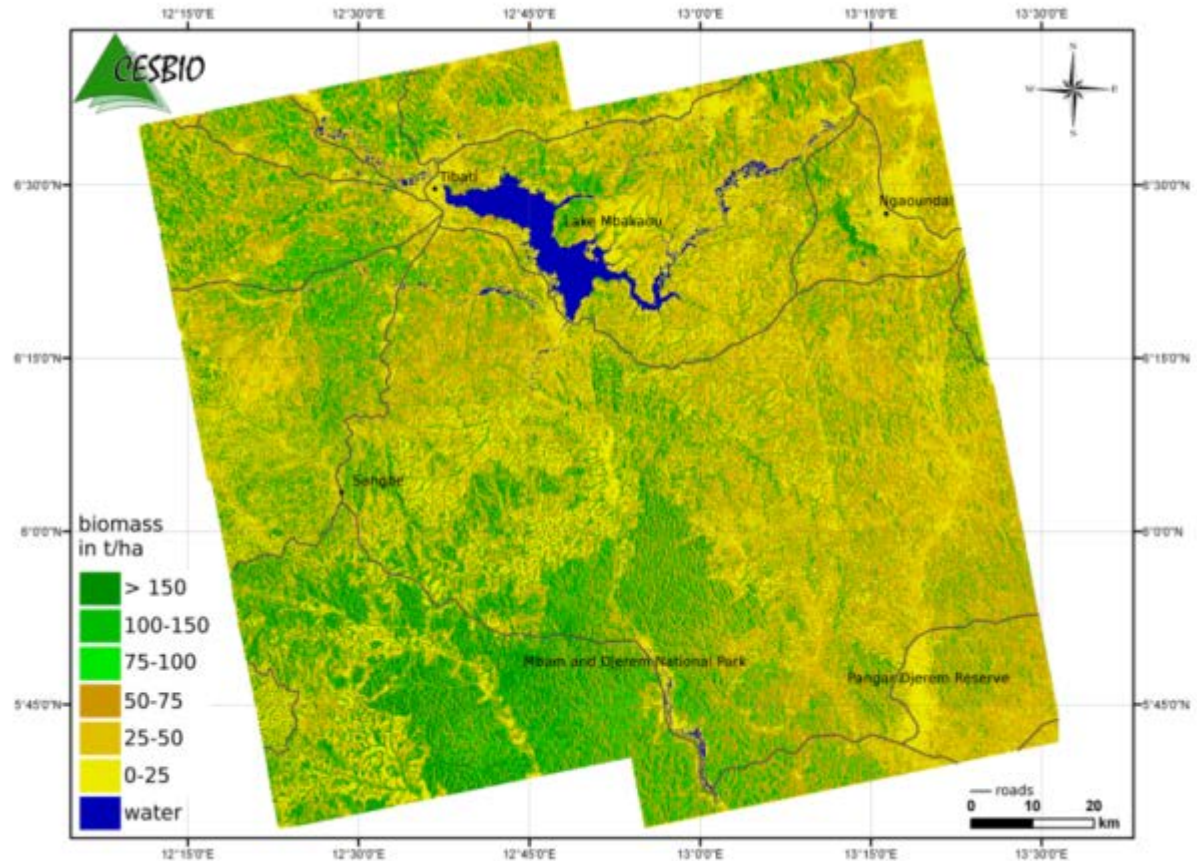 12°15'0"E 12°30'0"E 12°45'0"E 13°0'0"E 13°15'0"E 13°30'0"E
CESBIO
N
W E
S
6°30'0"N 6°30'0"N
Tibati
Ngaoundal
Lake Mbakaou
6°15'0"N 6°15'0"N
Sengbe
6°0'0"N 6°0'0"N
biomass
in t/ha
> 150
100-150
75-100
50-75
25-50
0-25
water
Mbam and Djerem National Park
Pangar Djerem Reserve
5°45'0"N 5°45'0"N
roads
0 10 20
km
12°15'0"E 12°30'0"E 12°45'0"E 13°0'0"E 13°15'0"E 13°30'0"E